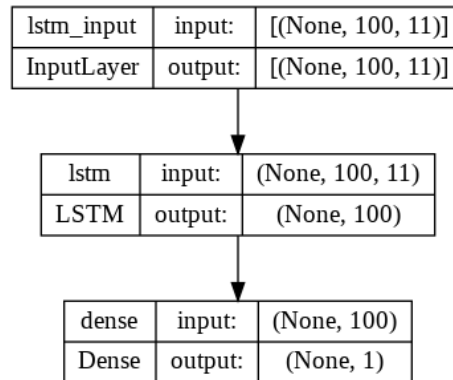 lstm_input input: [(None, 100, 11)]
InputLayer output: [(None, 100, 11)]
lstm input: (None, 100, 11)
LSTM output: (None, 100)
dense input: (None, 100)
Dense output: (None, 1)